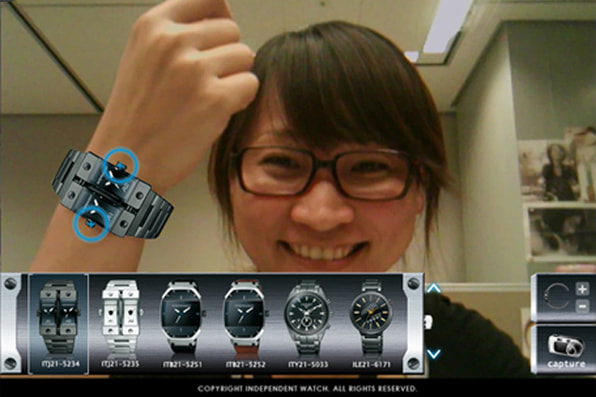 ITJ21-5234
ITJ21-5235
ITB21-5251
ITB21-5252
ITY21-5033
ILE21-6171
capture
COPYRIGHT INDEPENDENT WATCH. ALL RIGHTS RESERVED.